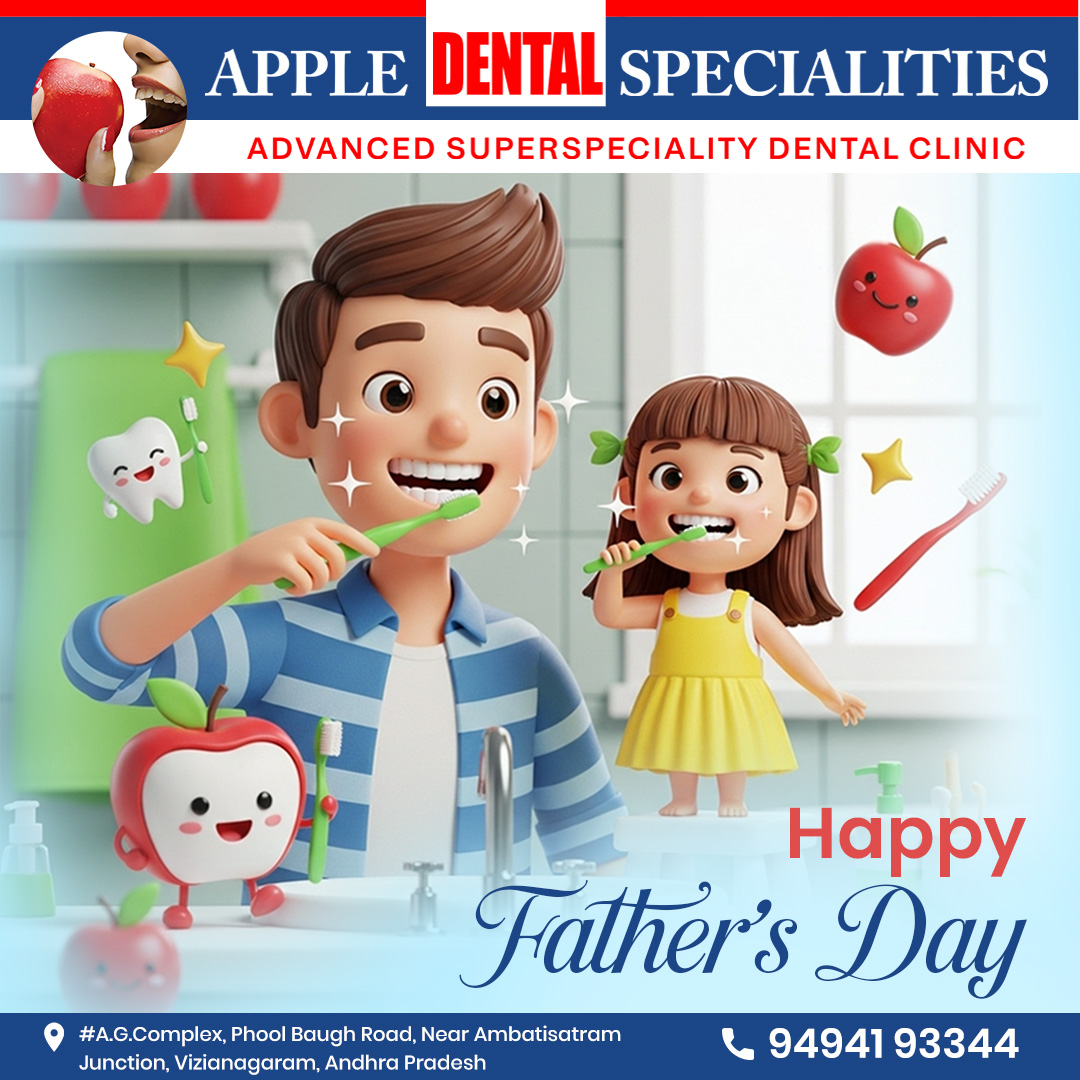 APPLE DENTAL SPECIALITIES
ADVANCED SUPERSPECIALITY DENTAL CLINIC
Happy
Father's Day
#A.G.Complex, Phool Baugh Road, Near Ambatisatram
Junction, Vizianagaram, Andhra Pradesh
94941 93344